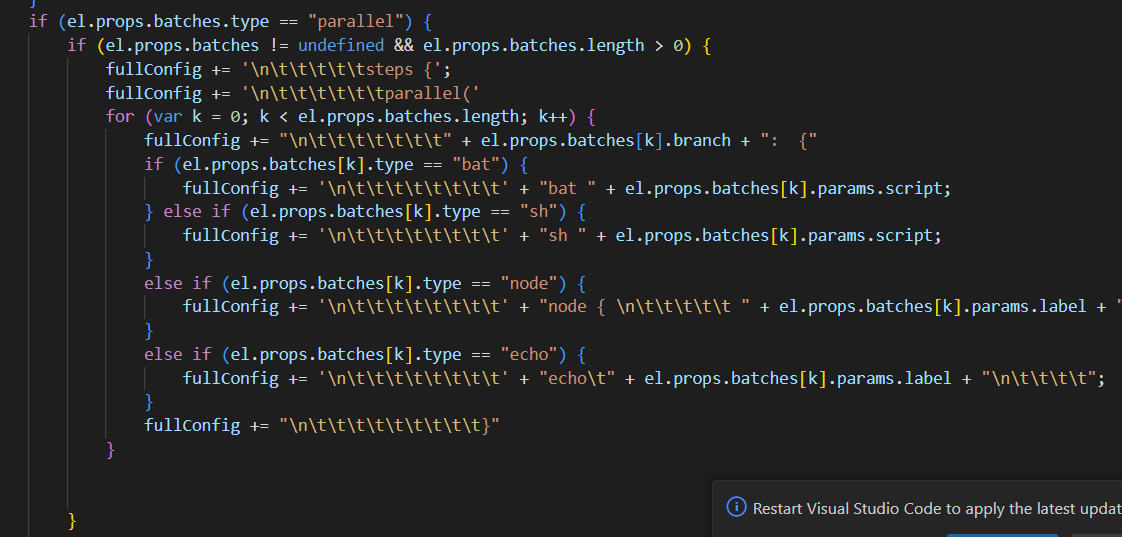 }
if (el.props.batches.type == "parallel") {
if (el.props.batches != undefined && el.props.batches.length > 0) {
fullConfig += '\n\t\t\t\t\tsteps {';
fullConfig += '\n\t\t\t\t\t\tparallel('
for (var k = 0; k < el.props.batches.length; k++) {
fullConfig += "\n\t\t\t\t\t\t\t" + el.props.batches[k].branch + ":  {"
if (el.props.batches[k].type == "bat") {
fullConfig += '\n\t\t\t\t\t\t\t\t' + "bat " + el.props.batches[k].params.script;
} else if (el.props.batches[k].type == "sh") {
fullConfig += '\n\t\t\t\t\t\t\t\t' + "sh " + el.props.batches[k].params.script;
}
else if (el.props.batches[k].type == "node") {
fullConfig += '\n\t\t\t\t\t\t\t\t' + "node { \n\t\t\t\t\t " + el.props.batches[k].params.label + "
}
else if (el.props.batches[k].type == "echo") {
fullConfig += '\n\t\t\t\t\t\t\t\t' + "echo\t" + el.props.batches[k].params.label + "\n\t\t\t\t";
}
fullConfig += "\n\t\t\t\t\t\t\t\t\t}"
}
Restart Visual Studio Code to apply the latest updat
}